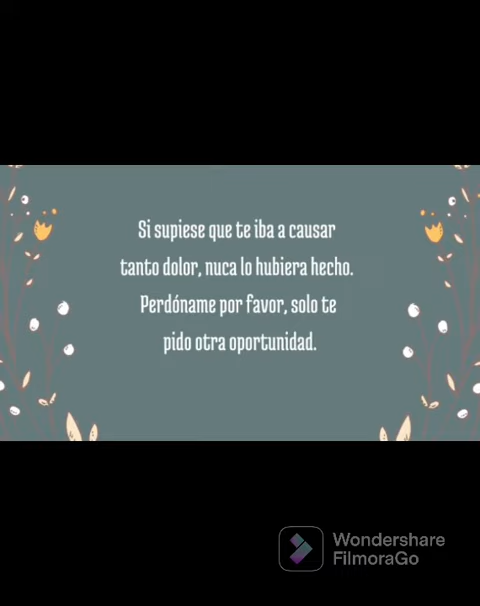 Si supiese que te iba a causar
tanto dolor, nuca lo hubiera hecho.
Perdóname por favor, solo te
pido otra oportunidad.
Wondershare
FilmoraGo